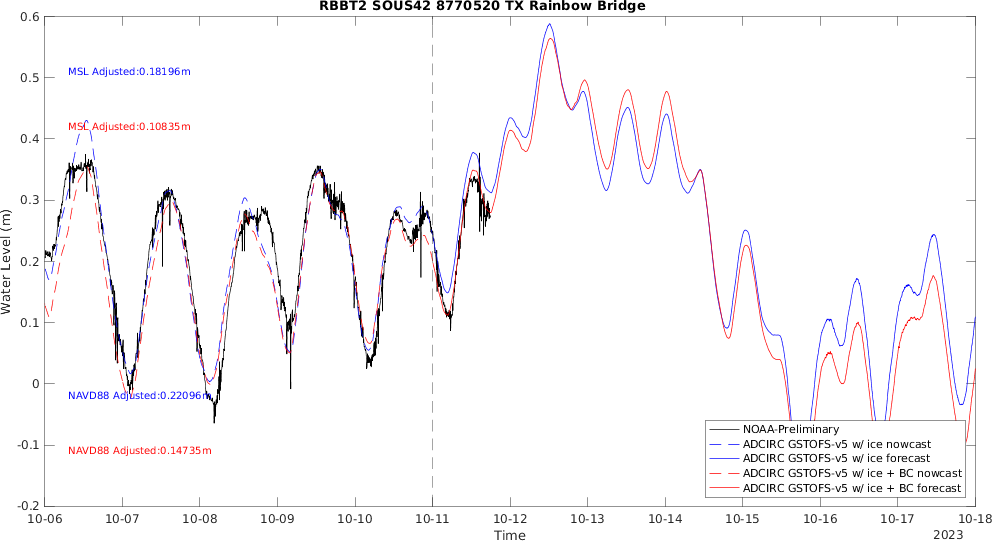 RBBT2 SOUS42 8770520 TX Rainbow Bridge
0.6
0.5
0.4
0.3
0.2
0.1
0
-0.1
-0.2
Water Level (m)
MSL Adjusted:0.18196m
MSL Adjusted:0.10835m
NAVD88 Adjusted:0.22096m
NAVD88 Adjusted:0.14735m
NOAA-Preliminary
ADCIRC GSTOFS-v5 w/ ice nowcast
ADCIRC GSTOFS-v5 w/ ice forecast
ADCIRC GSTOFS-v5 w/ ice + BC nowcast
ADCIRC GSTOFS-v5 w/ ice + BC forecast
10-06 10-07 10-08 10-09 10-10 10-11 10-12 10-13 10-14 10-15 10-16 10-17 10-18
Time
2023